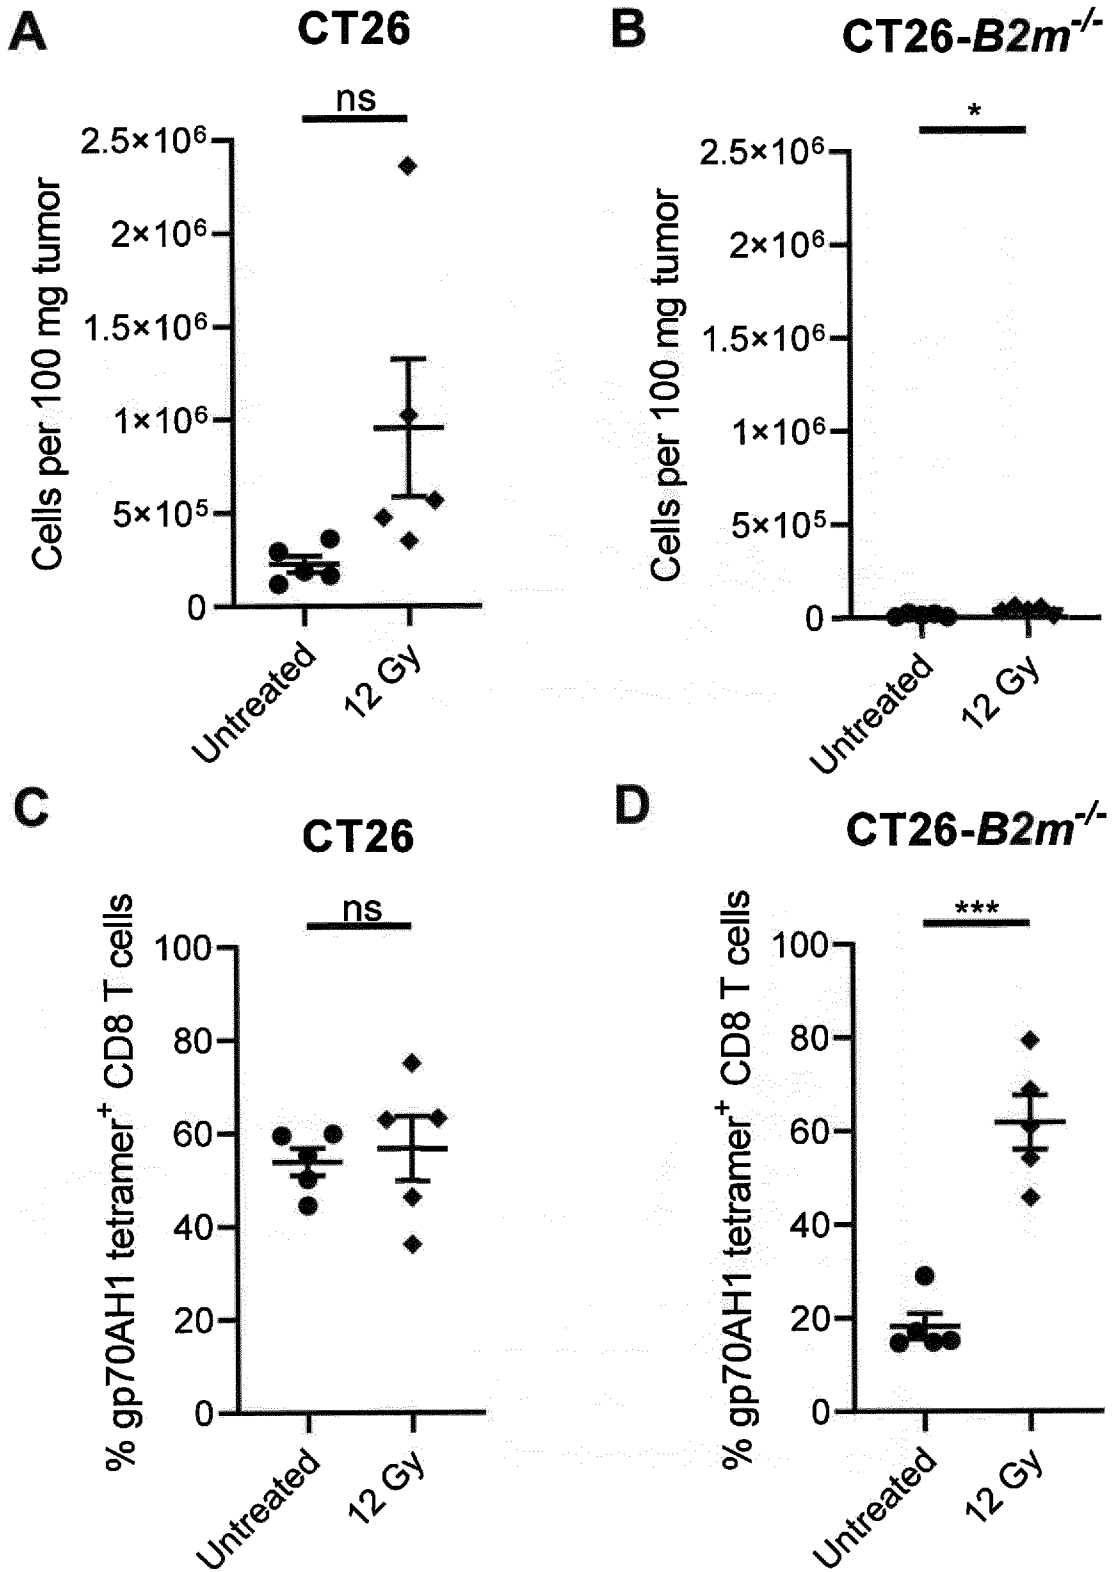 A
CT26
ns
Cells per 100 mg tumor
2.5×10⁶
2×10⁶
1.5×10⁶
1×10⁶
5×10⁵
0
Untreated
12 Gy
B
CT26-B2m⁻/⁻
*
Cells per 100 mg tumor
2.5×10⁶
2×10⁶
1.5×10⁶
1×10⁶
5×10⁵
0
Untreated
12 Gy
C
CT26
ns
% gp70AH1 tetramer⁺ CD8 T cells
100
80
60
40
20
0
Untreated
12 Gy
D
CT26-B2m⁻/⁻
***
% gp70AH1 tetramer⁺ CD8 T cells
100
80
60
40
20
0
Untreated
12 Gy